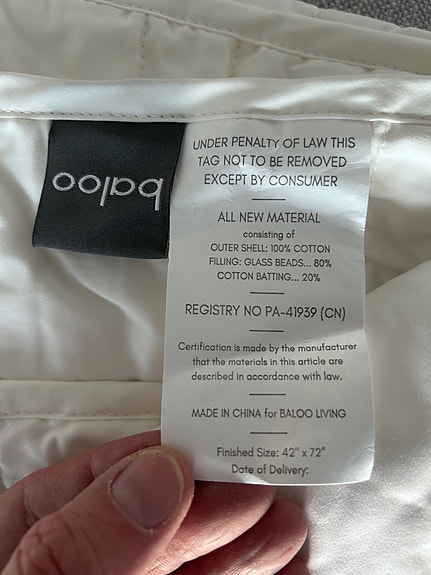 baloo
UNDER PENALTY OF LAW THIS
TAG NOT TO BE REMOVED
EXCEPT BY CONSUMER
ALL NEW MATERIAL
consisting of
OUTER SHELL: 100% COTTON
FILLING: GLASS BEADS... 80%
COTTON BATTING... 20%
REGISTRY NO PA-41939 (CN)
Certification is made by the manufacturer
that the materials in this article are
described in accordance with law.
MADE IN CHINA for BALOO LIVING
Finished Size: 42" x 72"
Date of Delivery: